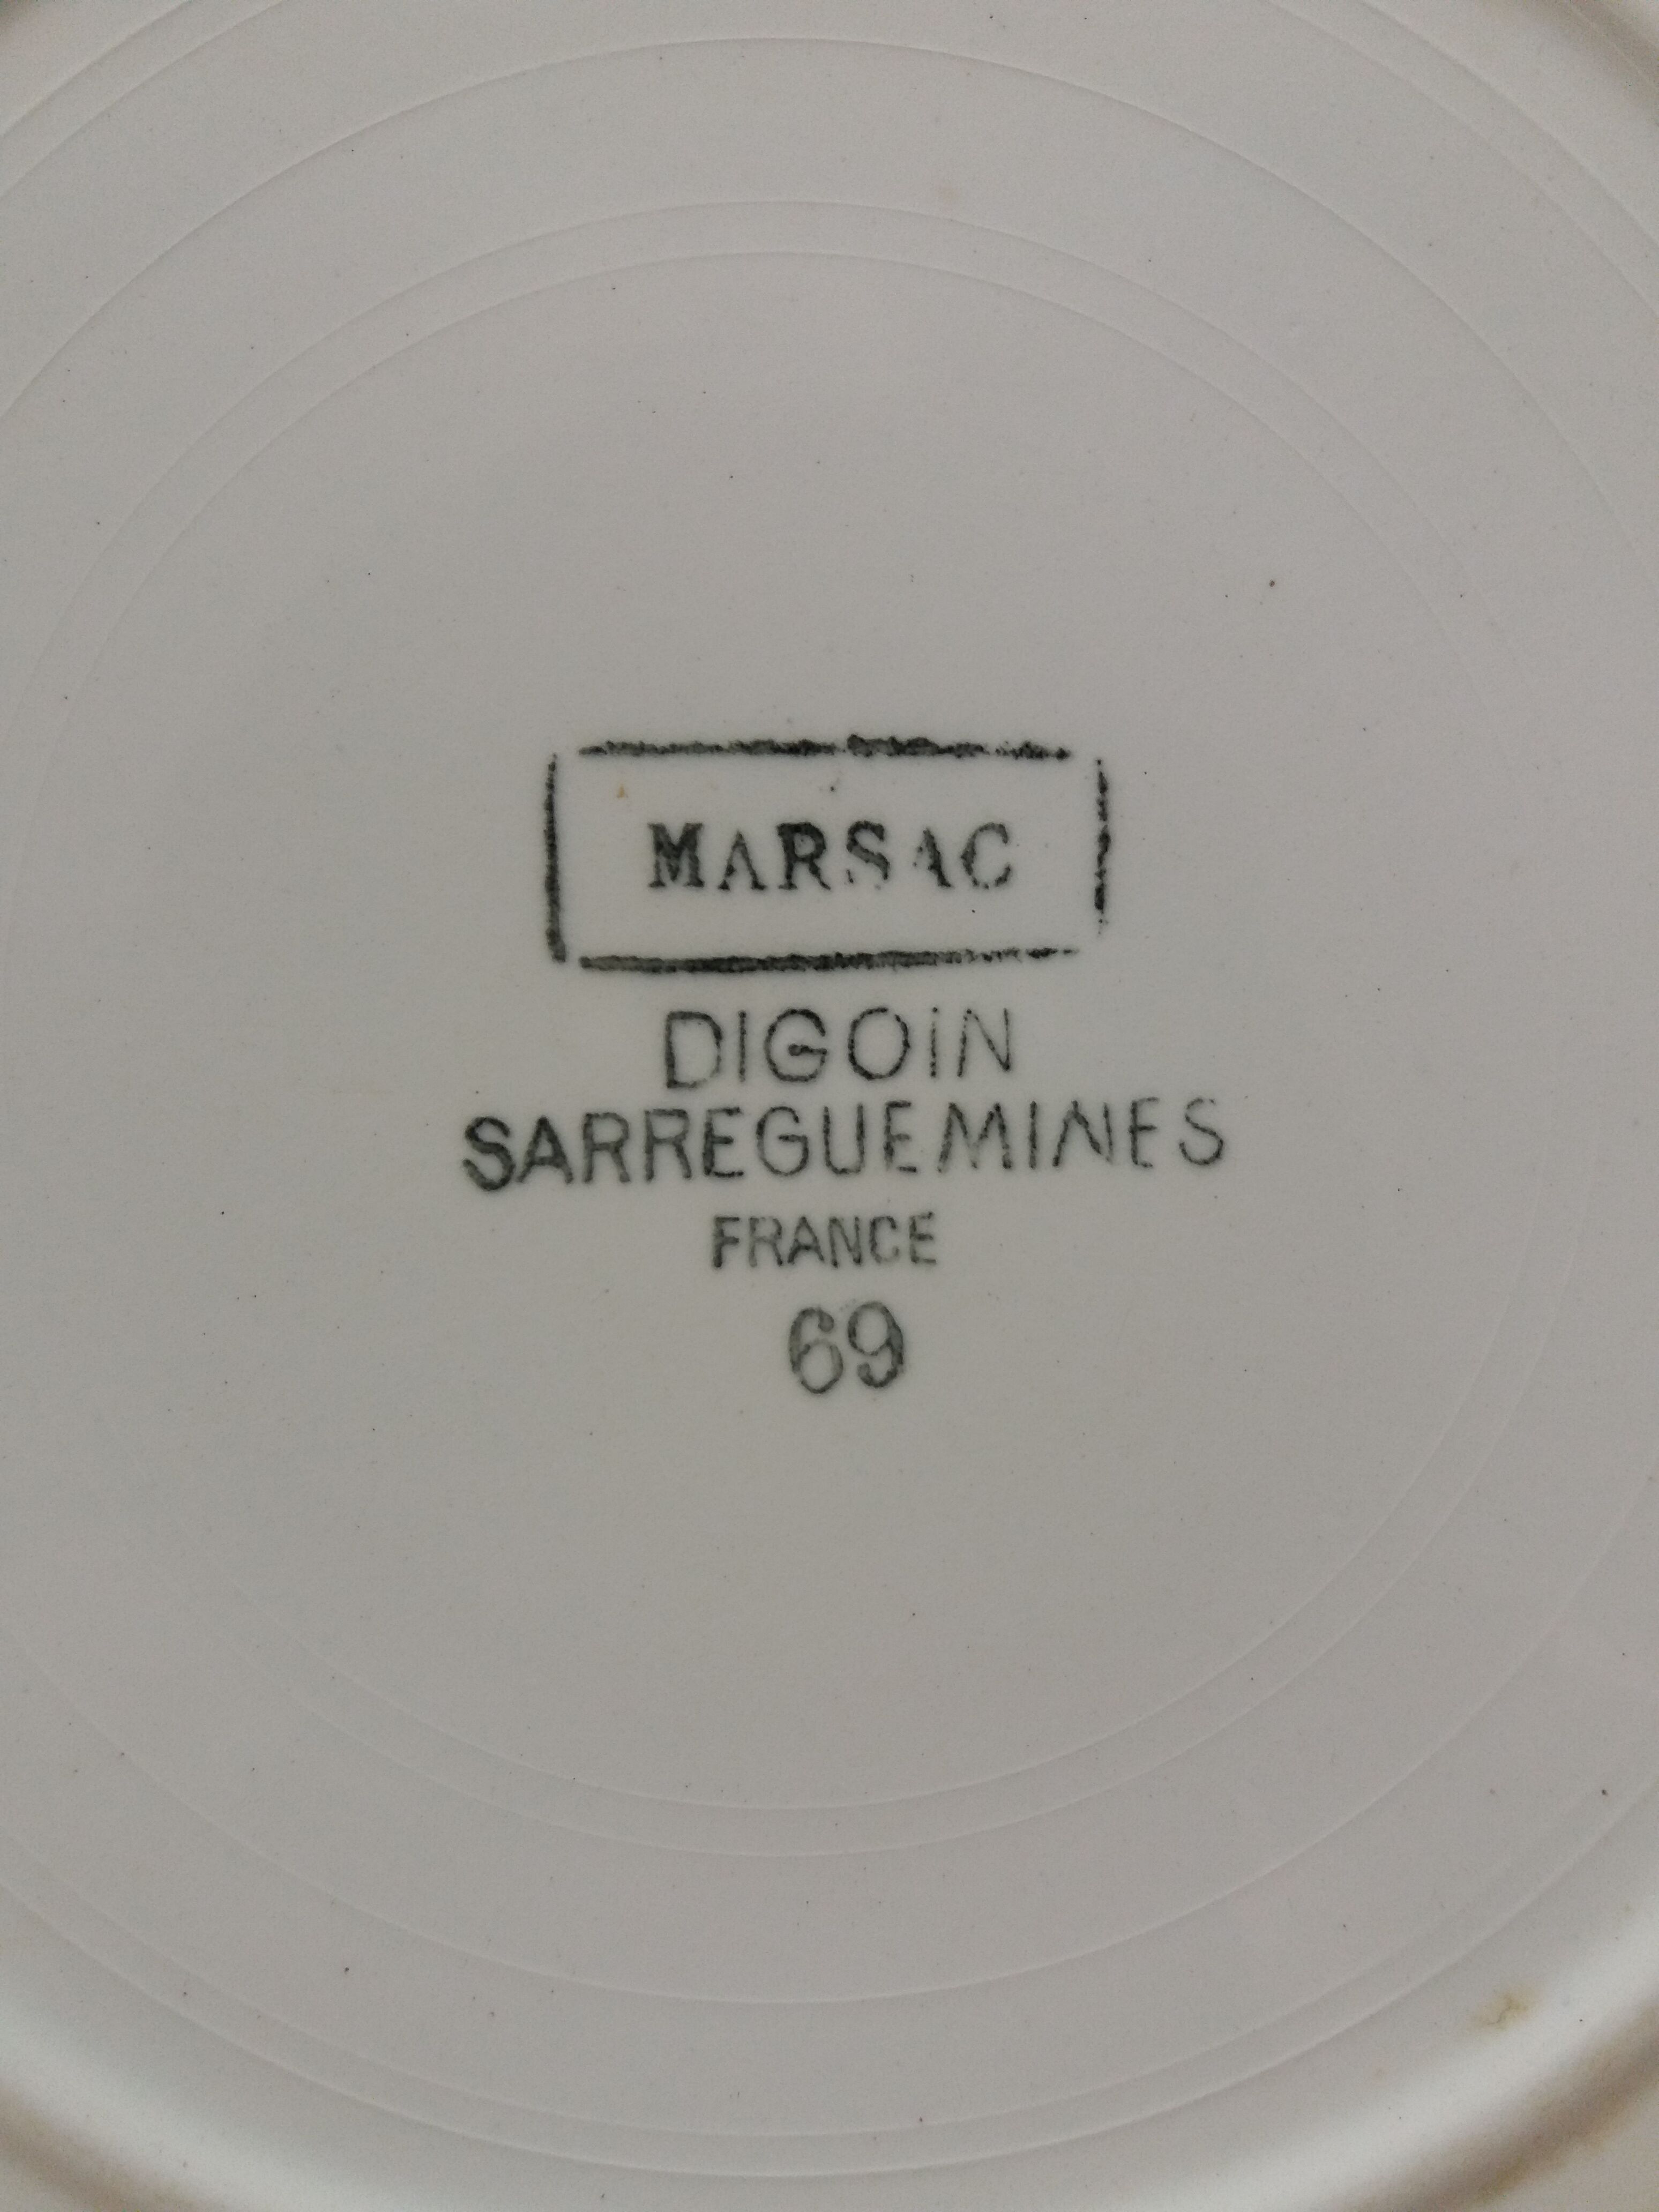 MARSAC
DIGOIN
SARREGUEMINES
FRANCE
69